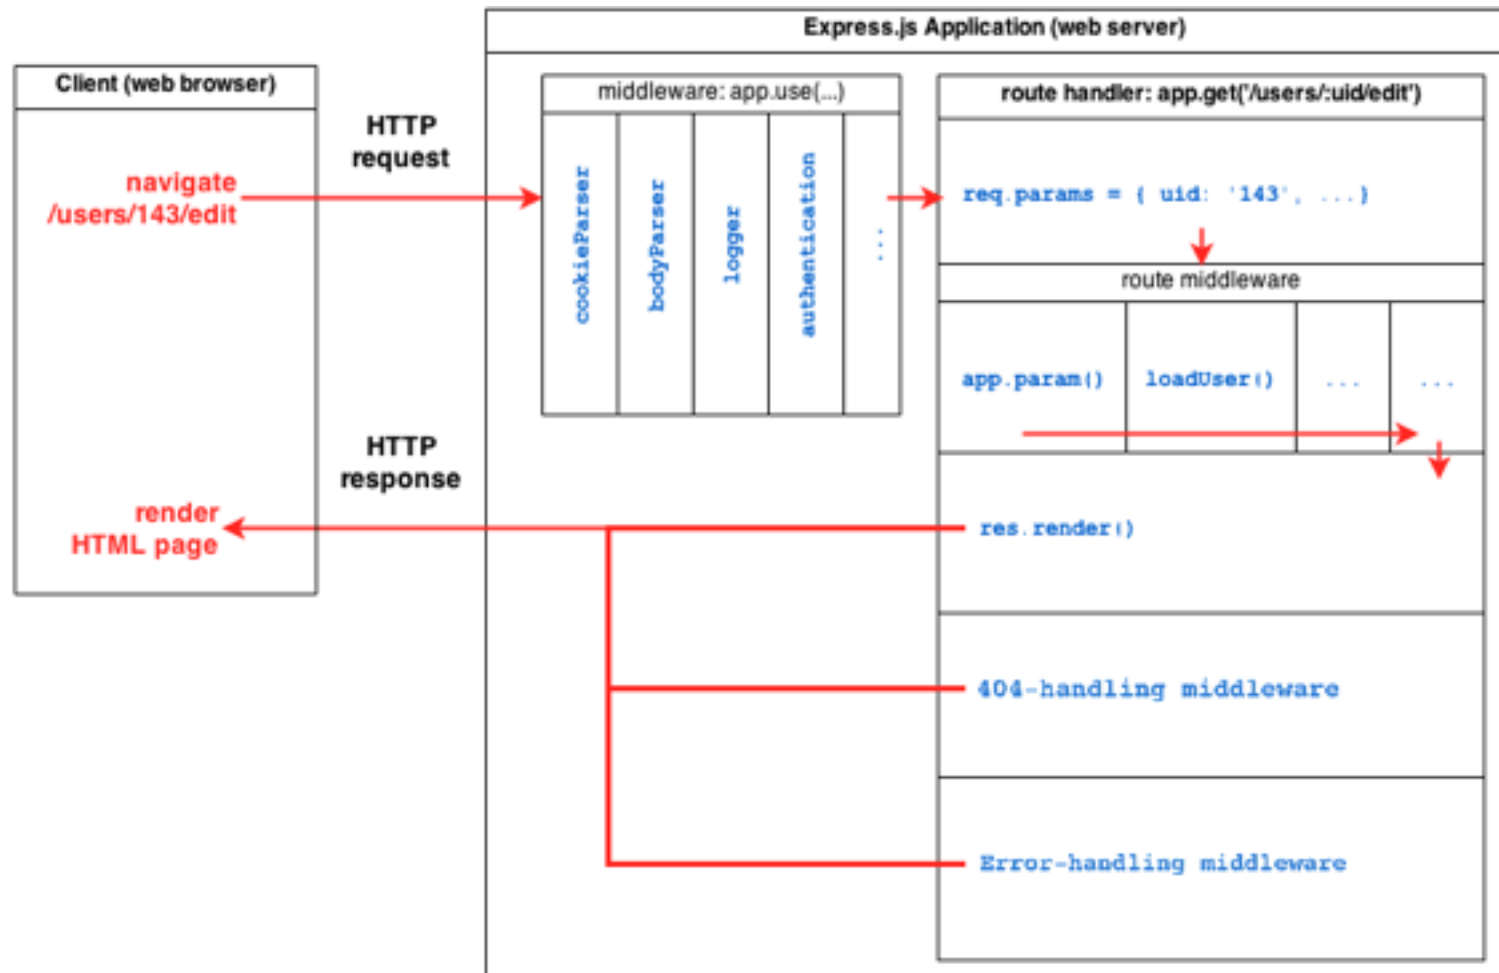 Express.js Application (web server)
Client (web browser)
navigate
/users/143/edit
HTTP
request
middleware: app.use(...)
cookieParser
bodyParser
logger
authentication
...
route handler: app.get('/users/:uid/edit')
req.params = { uid: '143', ...}
route middleware
app.param()
loadUser()
...
...
HTTP
response
render
HTML page
res.render()
404-handling middleware
Error-handling middleware